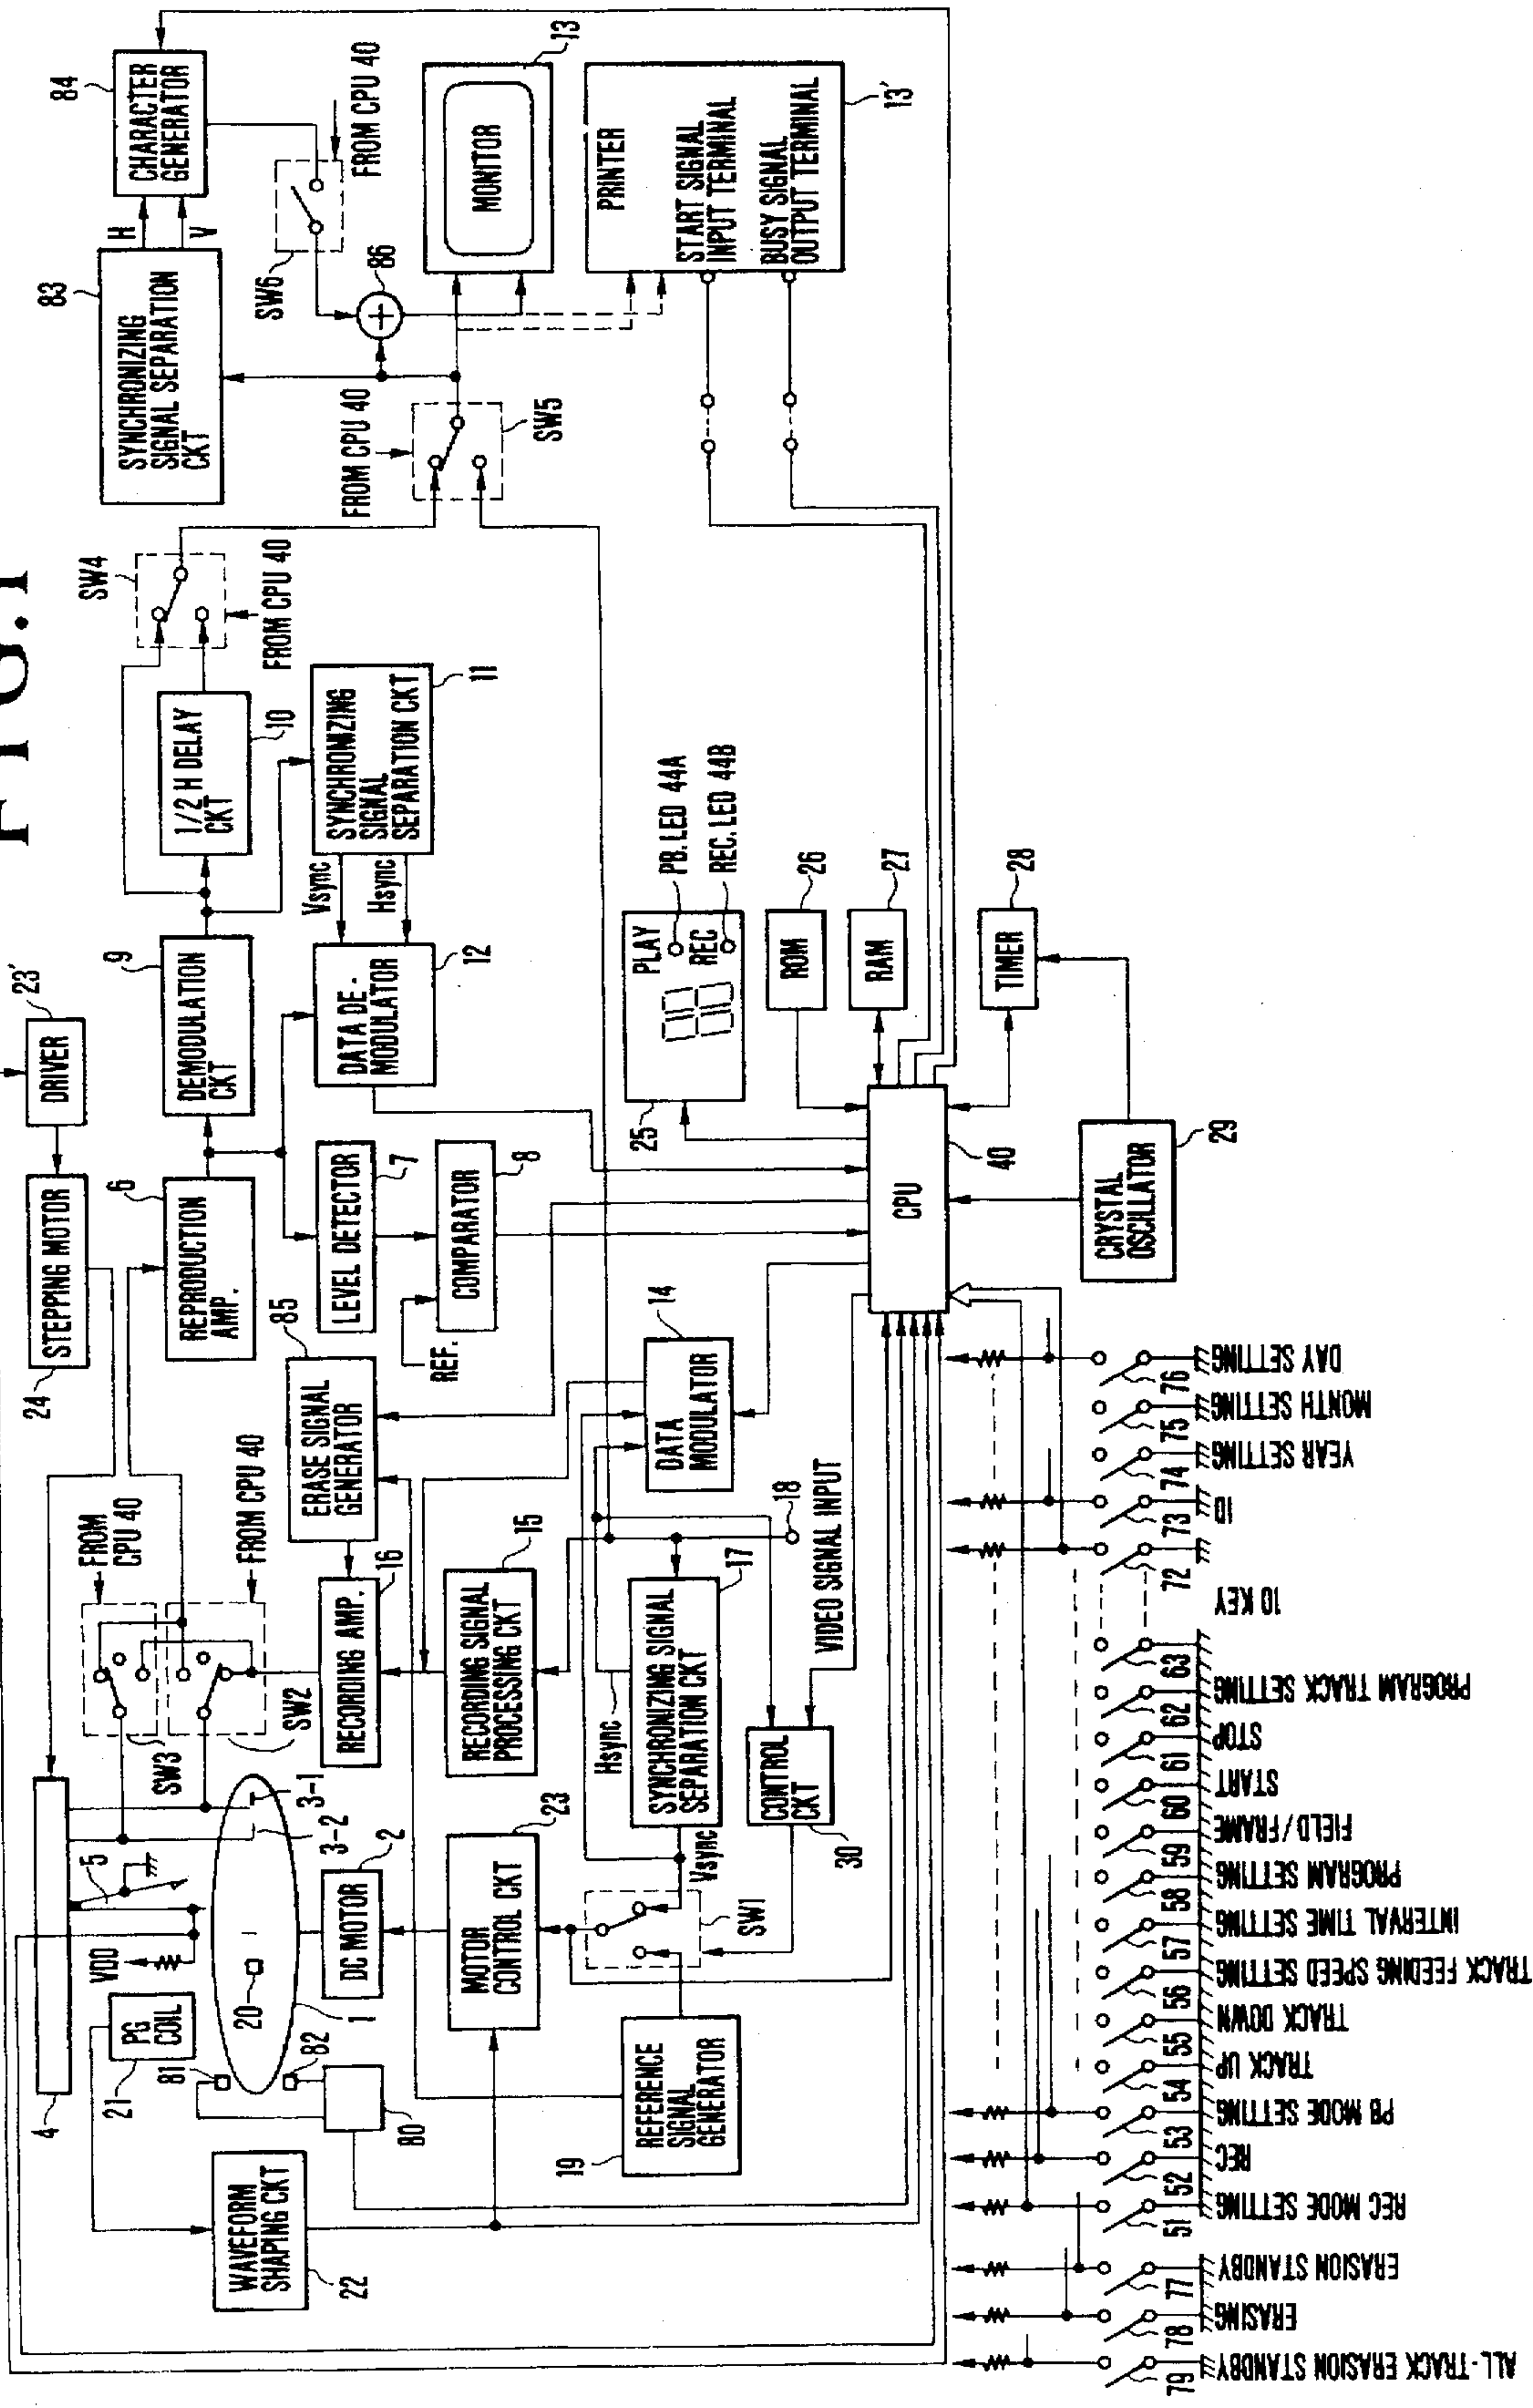 FIG.1
84
CHARACTER
GENERATOR
H
V
83
SYNCHRONIZING
SIGNAL SEPARATION
CKT
FROM CPU 40
SW6
86
13
MONITOR
PRINTER
START SIGNAL
INPUT TERMINAL
BUSY SIGNAL
OUTPUT TERMINAL
13'
FROM CPU 40
SW5
SW4
FROM CPU 40
1/2 H DELAY
CKT
10
SYNCHRONIZING
SIGNAL
SEPARATION CKT
11
Vsync
Hsync
9
DEMODULATION
CKT
DATA DE-
MODULATOR
12
23'
DRIVER
STEPPING MOTOR
24
6
REPRODUCTION
AMP.
LEVEL DETECTOR
7
COMPARATOR
8
REF.
85
ERASE SIGNAL
GENERATOR
FROM
CPU 40
FROM CPU 40
SW3
SW2
RECORDING AMP.
16
RECORDING SIGNAL
PROCESSING CKT
15
14
DATA
MODULATOR
Hsync
SYNCHRONIZING SIGNAL
SEPARATION CKT
17
18
VIDEO SIGNAL INPUT
Vsync
CONTROL
CKT
30
SW1
PLAY
PB. LED 44A
REC
REC. LED 44B
25
ROM
26
RAM
27
TIMER
28
CPU
40
CRYSTAL
OSCILLATOR
29
4
5
3-1
3-2
VDD
20
1
DC MOTOR
2
MOTOR
CONTROL CKT
23
PG
COIL
21
81
82
80
WAVEFORM
SHAPING CKT
22
REFERENCE
SIGNAL
GENERATOR
19
79
ALL-TRACK ERASION STANDBY
78
ERASING
77
ERASION STANDBY
51
REC MODE SETTING
52
REC
53
PB MODE SETTING
54
TRACK UP
55
TRACK DOWN
56
TRACK FEEDING SPEED SETTING
57
INTERVAL TIME SETTING
58
PROGRAM SETTING
59
FIELD/FRAME
60
START
61
STOP
62
PROGRAM TRACK SETTING
63
10 KEY
72
73
ID
74
YEAR SETTING
75
MONTH SETTING
76
DAY SETTING